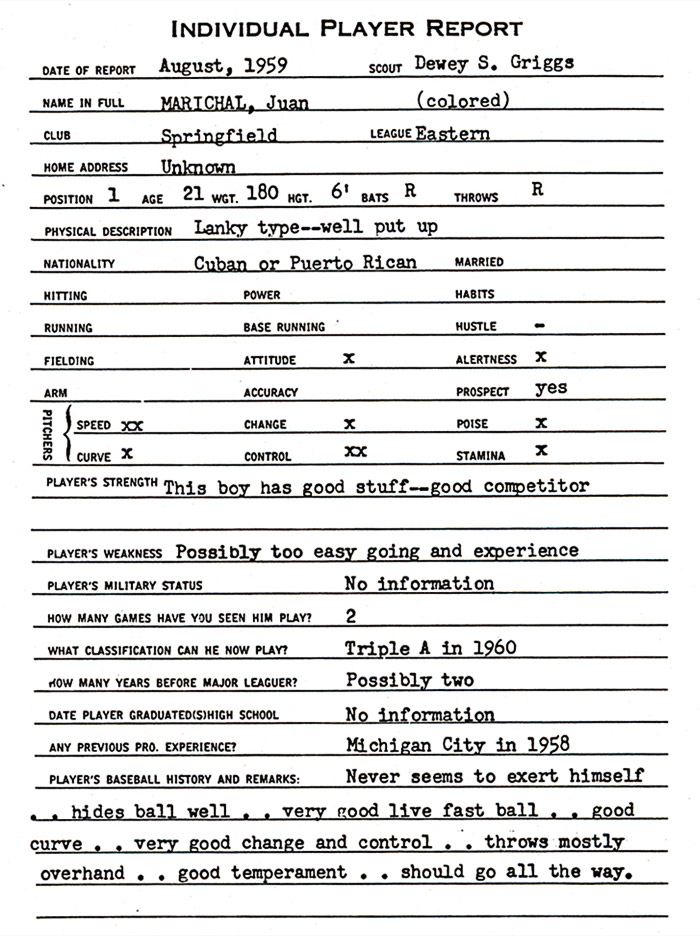 INDIVIDUAL PLAYER REPORT
DATE OF REPORT August, 1959 SCOUT Dewey S. Griggs
NAME IN FULL MARICHAL, Juan (colored)
CLUB Springfield LEAGUE Eastern
HOME ADDRESS Unknown
POSITION 1 AGE 21 WGT. 180 HGT. 6' BATS R THROWS R
PHYSICAL DESCRIPTION Lanky type--well put up
NATIONALITY Cuban or Puerto Rican MARRIED
HITTING POWER HABITS
RUNNING BASE RUNNING HUSTLE -
FIELDING ATTITUDE x ALERTNESS x
ARM ACCURACY PROSPECT yes
PITCHERS
SPEED xx CHANGE x POISE x
CURVE x CONTROL xx STAMINA x
PLAYER'S STRENGTH This boy has good stuff--good competitor
PLAYER'S WEAKNESS Possibly too easy going and experience
PLAYER'S MILITARY STATUS No information
HOW MANY GAMES HAVE YOU SEEN HIM PLAY? 2
WHAT CLASSIFICATION CAN HE NOW PLAY? Triple A in 1960
HOW MANY YEARS BEFORE MAJOR LEAGUER? Possibly two
DATE PLAYER GRADUATED(S)HIGH SCHOOL No information
ANY PREVIOUS PRO. EXPERIENCE? Michigan City in 1958
PLAYER'S BASEBALL HISTORY AND REMARKS: Never seems to exert himself
. . hides ball well . . very good live fast ball . . good
curve . . very good change and control . . throws mostly
overhand . . good temperament . . should go all the way.